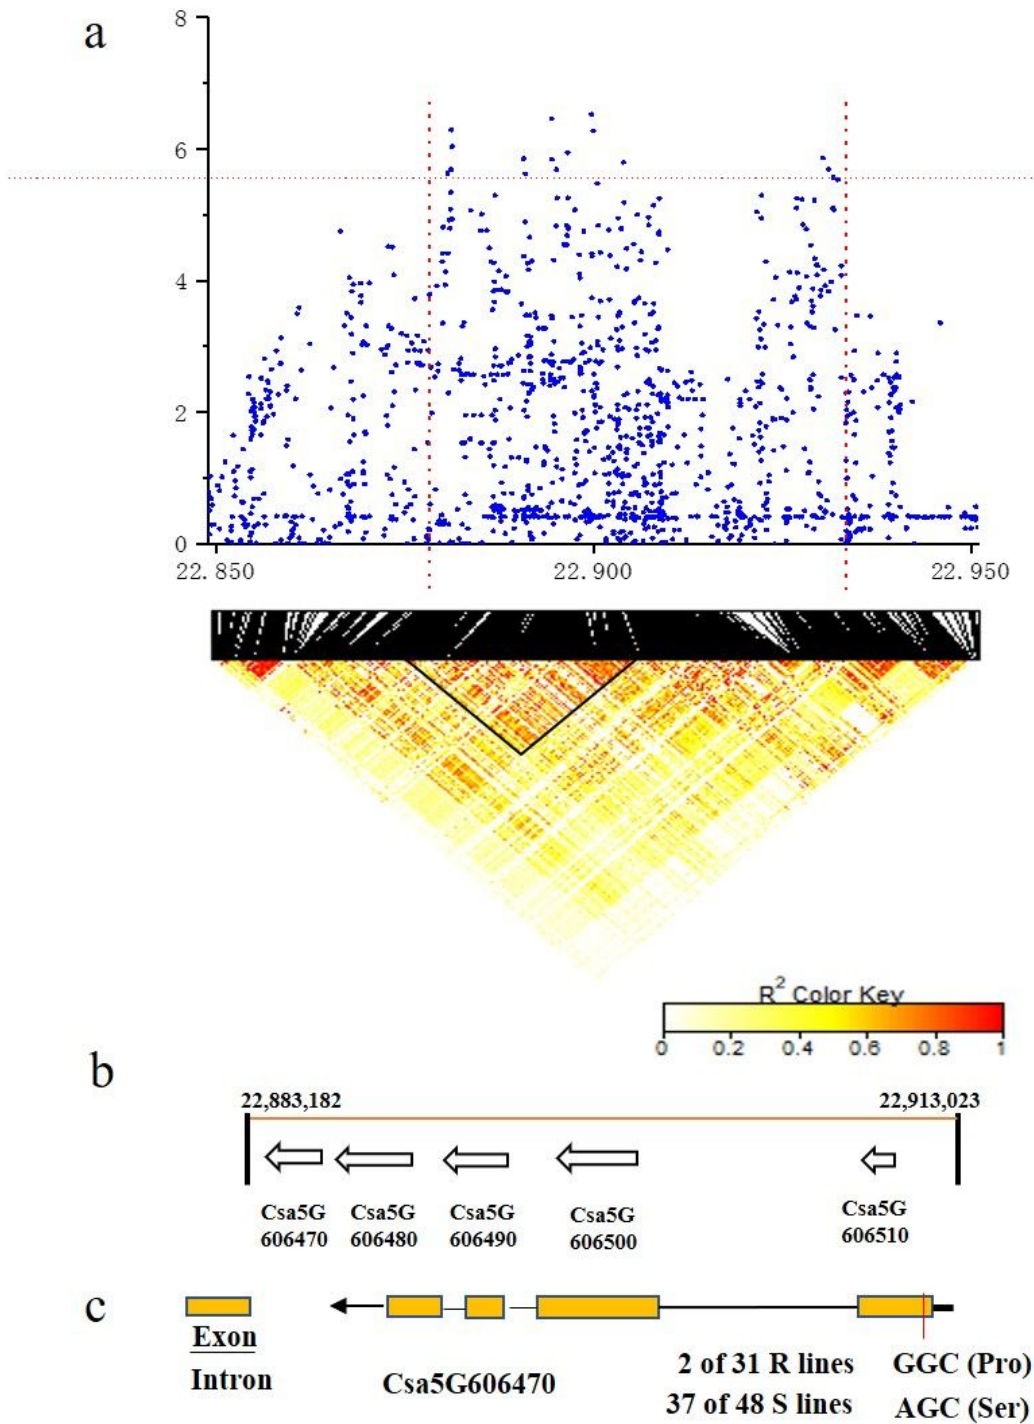 a
8
6
4
2
0
22.850 22.900 22.950
R2 Color Key
0 0.2 0.4 0.6 0.8 1
b
22,883,182 22,913,023
Csa5G 606470
Csa5G 606480
Csa5G 606490
Csa5G 606500
Csa5G 606510
c
Exon
Intron
Csa5G606470
2 of 31 R lines GGC (Pro)
37 of 48 S lines AGC (Ser)